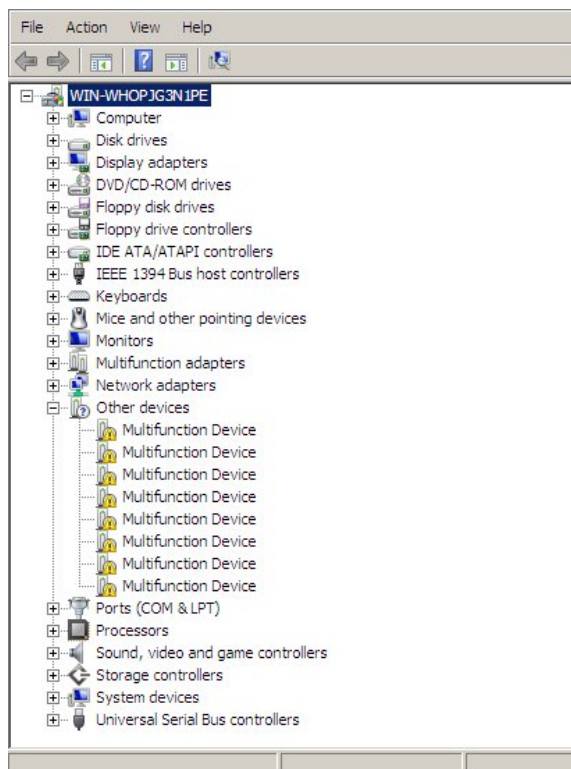 File Action View Help
WIN-WHOPJG3N1PE
Computer
Disk drives
Display adapters
DVD/CD-ROM drives
Floppy disk drives
Floppy drive controllers
IDE ATA/ATAPI controllers
IEEE 1394 Bus host controllers
Keyboards
Mice and other pointing devices
Monitors
Multifunction adapters
Network adapters
Other devices
Multifunction Device
Multifunction Device
Multifunction Device
Multifunction Device
Multifunction Device
Multifunction Device
Multifunction Device
Multifunction Device
Ports (COM & LPT)
Processors
Sound, video and game controllers
Storage controllers
System devices
Universal Serial Bus controllers